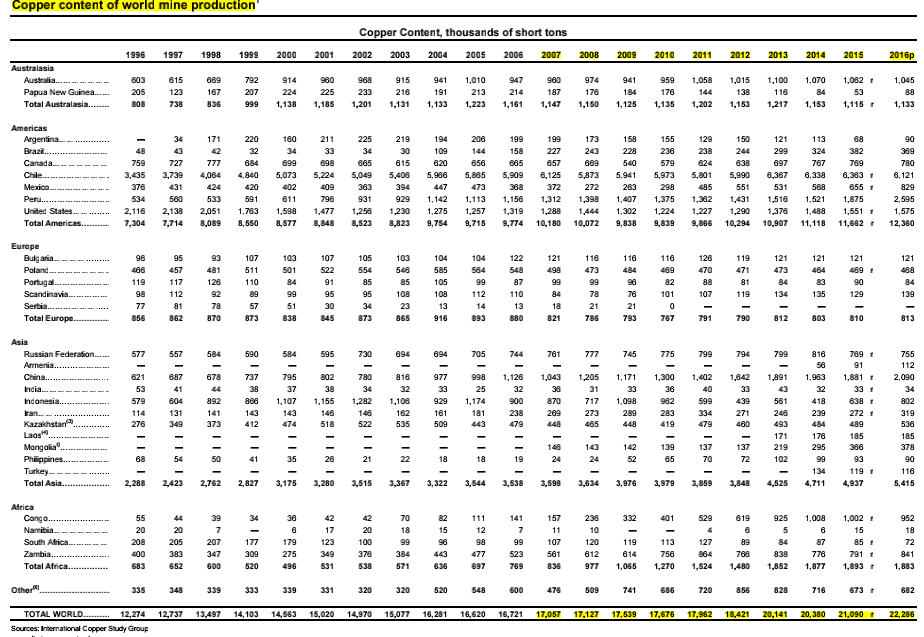 Copper content of world mine production¹
Copper Content, thousands of short tons
1996 1997 1998 1999 2000 2001 2002 2003 2004 2005 2006 2007 2008 2009 2010 2011 2012 2013 2014 2015 2016p
Australasia
Australia 603 615 669 792 914 960 968 915 941 1,010 947 960 974 941 959 1,058 1,015 1,100 1,070 1,062 r 1,045
Papua New Guinea 205 123 167 207 224 225 233 216 191 213 214 187 176 184 176 144 138 116 84 53 88
Total Australasia 808 738 836 999 1,138 1,185 1,201 1,131 1,133 1,223 1,161 1,147 1,150 1,125 1,135 1,202 1,153 1,217 1,153 1,115 r 1,133
Americas
Argentina — 34 171 220 160 211 225 219 194 206 199 199 173 158 155 129 150 121 113 68 90
Brazil 48 43 42 32 34 33 34 30 109 144 158 227 243 228 236 238 244 299 324 382 369
Canada 759 727 777 684 699 698 665 615 620 656 665 657 669 540 579 624 638 697 767 769 780
Chile 3,435 3,739 4,064 4,840 5,073 5,224 5,049 5,406 5,966 5,865 5,909 6,125 5,873 5,941 5,973 5,801 5,990 6,367 6,338 6,363 r 6,121
Mexico 376 431 424 420 402 409 363 394 447 473 368 372 272 263 298 485 551 531 568 655 r 829
Peru 534 560 533 591 611 796 931 929 1,142 1,113 1,156 1,312 1,398 1,407 1,375 1,362 1,431 1,516 1,521 1,875 2,595
United States 2,116 2,138 2,051 1,763 1,598 1,477 1,256 1,230 1,275 1,257 1,319 1,288 1,444 1,302 1,224 1,227 1,290 1,376 1,488 1,551 r 1,575
Total Americas 7,304 7,714 8,089 8,550 8,577 8,848 8,523 8,823 9,754 9,715 9,774 10,180 10,072 9,838 9,839 9,866 10,294 10,907 11,118 11,662 r 12,360
Europe
Bulgaria 96 95 93 107 103 107 105 103 104 104 122 121 116 116 116 126 119 121 121 121 121
Poland 466 457 481 511 501 522 554 546 585 564 548 498 473 484 469 470 471 473 464 469 r 468
Portugal 119 117 126 110 84 91 85 85 105 99 87 99 99 96 82 88 81 84 83 90 84
Scandinavia 98 112 92 89 99 95 95 108 108 112 110 84 78 76 101 107 119 134 135 129 139
Serbia 77 81 78 57 51 30 34 23 13 14 13 18 21 21 0 — — — — — —
Total Europe 856 862 870 873 838 845 873 865 916 893 880 821 786 793 767 791 790 812 803 810 813
Asia
Russian Federation 577 557 584 590 584 595 730 694 694 705 744 761 777 745 775 799 794 799 816 769 r 755
Armenia — — — — — — — — — — — — — — — — — — 56 91 112
China 621 687 678 737 795 802 780 816 977 998 1,126 1,043 1,205 1,171 1,300 1,402 1,642 1,891 1,963 1,881 r 2,090
India 53 41 44 38 37 38 34 33 32 25 32 36 31 33 36 40 33 43 32 33 r 34
Indonesia 579 604 892 866 1,107 1,155 1,282 1,106 929 1,174 900 870 717 1,098 962 599 439 561 418 638 r 802
Iran 114 131 141 143 143 146 146 162 161 181 238 269 273 289 283 334 271 246 239 272 r 319
Kazakhstan⁽³⁾ 276 349 373 412 474 518 522 535 509 443 479 448 465 448 419 479 460 493 484 489 536
Laos⁽⁴⁾ — — — — — — — — — — — — — — — — — 171 176 185 185
Mongolia — — — — — — — — — — — 146 143 142 139 137 137 219 295 366 378
Philippines 68 54 50 41 35 26 21 22 18 18 19 24 24 52 65 70 72 102 99 93 90
Turkey — — — — — — — — — — — — — — — — — — 134 119 r 116
Total Asia 2,288 2,423 2,762 2,827 3,175 3,280 3,515 3,367 3,322 3,544 3,538 3,598 3,634 3,976 3,979 3,859 3,848 4,525 4,711 4,937 5,415
Africa
Congo 55 44 39 34 36 42 42 70 82 111 141 157 236 332 401 529 619 925 1,008 1,002 r 952
Namibia 20 20 7 — 6 17 20 18 15 12 7 11 10 — — 4 6 5 6 15 18
South Africa 208 205 207 177 179 123 100 99 96 98 99 107 120 119 113 127 89 84 87 85 r 72
Zambia 400 383 347 309 275 349 376 384 443 477 523 561 612 614 756 864 766 838 776 791 r 841
Total Africa 683 652 600 520 496 531 538 571 636 697 769 837 977 1,065 1,270 1,524 1,480 1,852 1,877 1,893 r 1,883
Other⁽⁶⁾ 335 348 339 333 339 331 320 320 520 548 600 476 509 741 686 720 856 828 716 673 r 682
TOTAL WORLD 12,274 12,737 13,497 14,103 14,563 15,020 14,970 15,077 16,281 16,620 16,721 17,057 17,127 17,539 17,676 17,962 18,421 20,141 20,380 21,090 r 22,286
Sources: International Copper Study Group